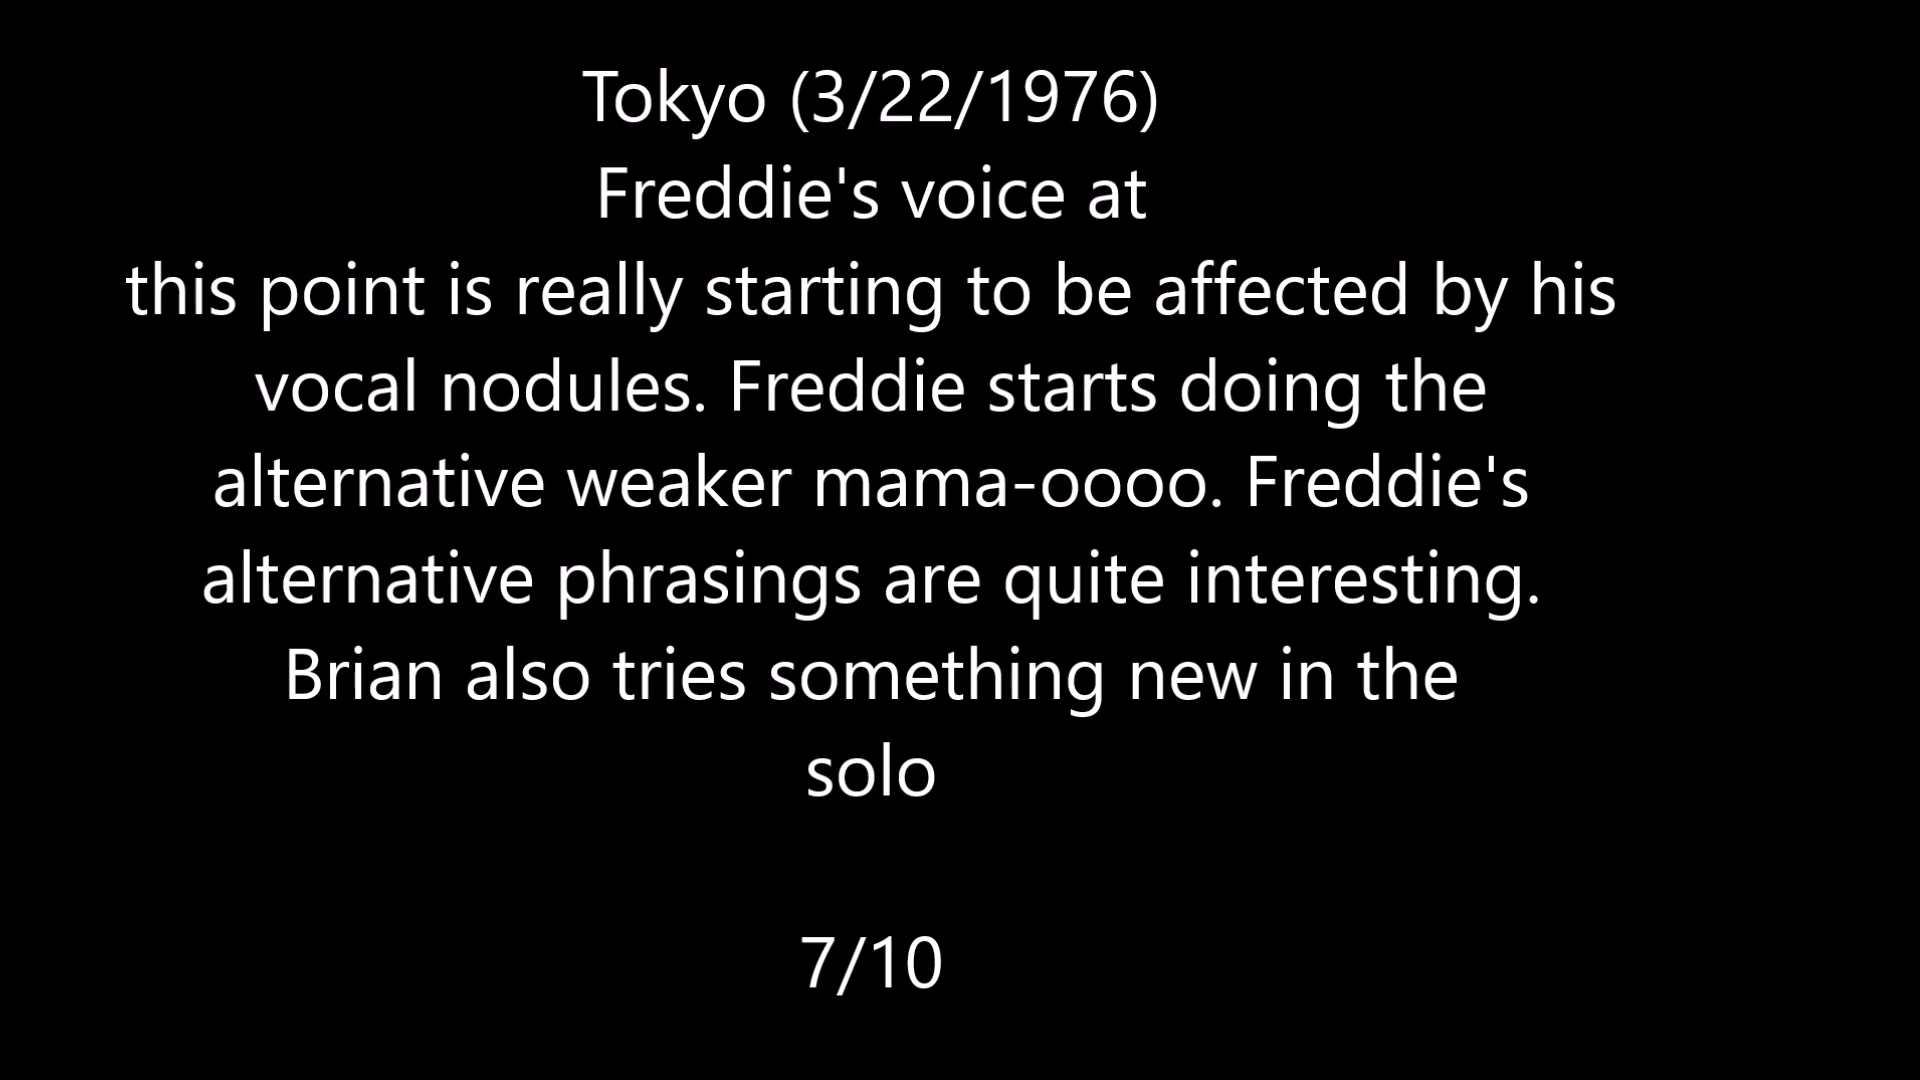 Tokyo (3/22/1976)
Freddie's voice at
this point is really starting to be affected by his
vocal nodules. Freddie starts doing the
alternative weaker mama-oooo. Freddie's
alternative phrasings are quite interesting.
Brian also tries something new in the
solo
7/10